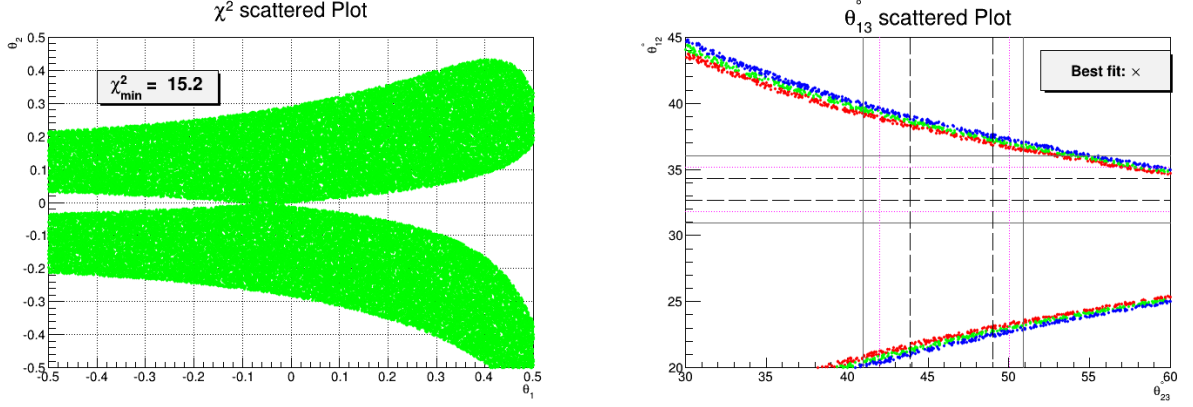 χ² scattered Plot
θ₂
0.5
0.4
0.3
0.2
0.1
0
-0.1
-0.2
-0.3
-0.4
-0.5
χ²min = 15.2
-0.5 -0.4 -0.3 -0.2 -0.1 0 0.1 0.2 0.3 0.4 0.5
θ₁
θ°₁₃ scattered Plot
θ°₁₂
45
40
35
30
25
20
Best fit: ×
30 35 40 45 50 55 60
θ°₂₃